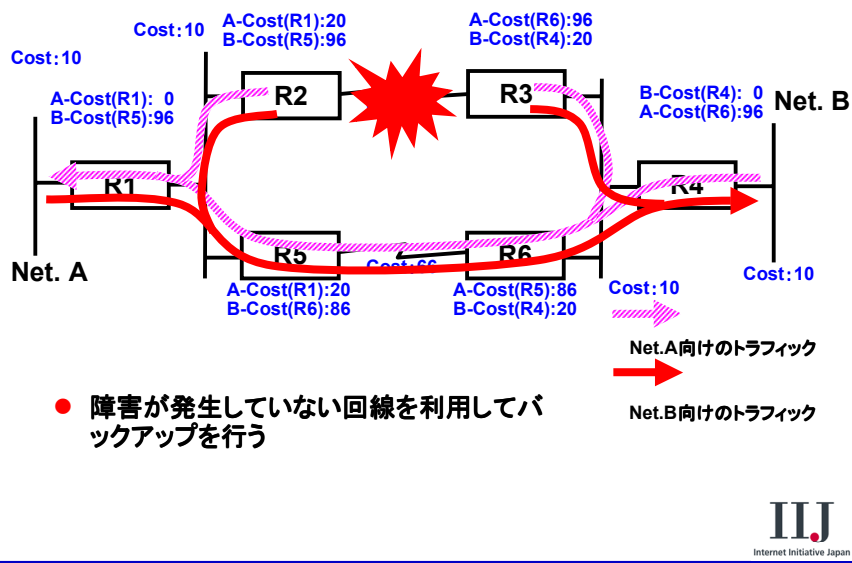 Cost:10
A-Cost(R1):20
B-Cost(R5):96
A-Cost(R6):96
B-Cost(R4):20
Cost:10
A-Cost(R1): 0
B-Cost(R5):96
R2
R3
B-Cost(R4): 0
A-Cost(R6):96
Net. B
R1
R4
Net. A
R5
Cost:66
R6
Cost:10
A-Cost(R1):20
B-Cost(R6):86
A-Cost(R5):86
B-Cost(R4):20
Cost:10
Net.A向けのトラフィック
Net.B向けのトラフィック
● 障害が発生していない回線を利用してバ
ックアップを行う
IIJ
Internet Initiative Japan